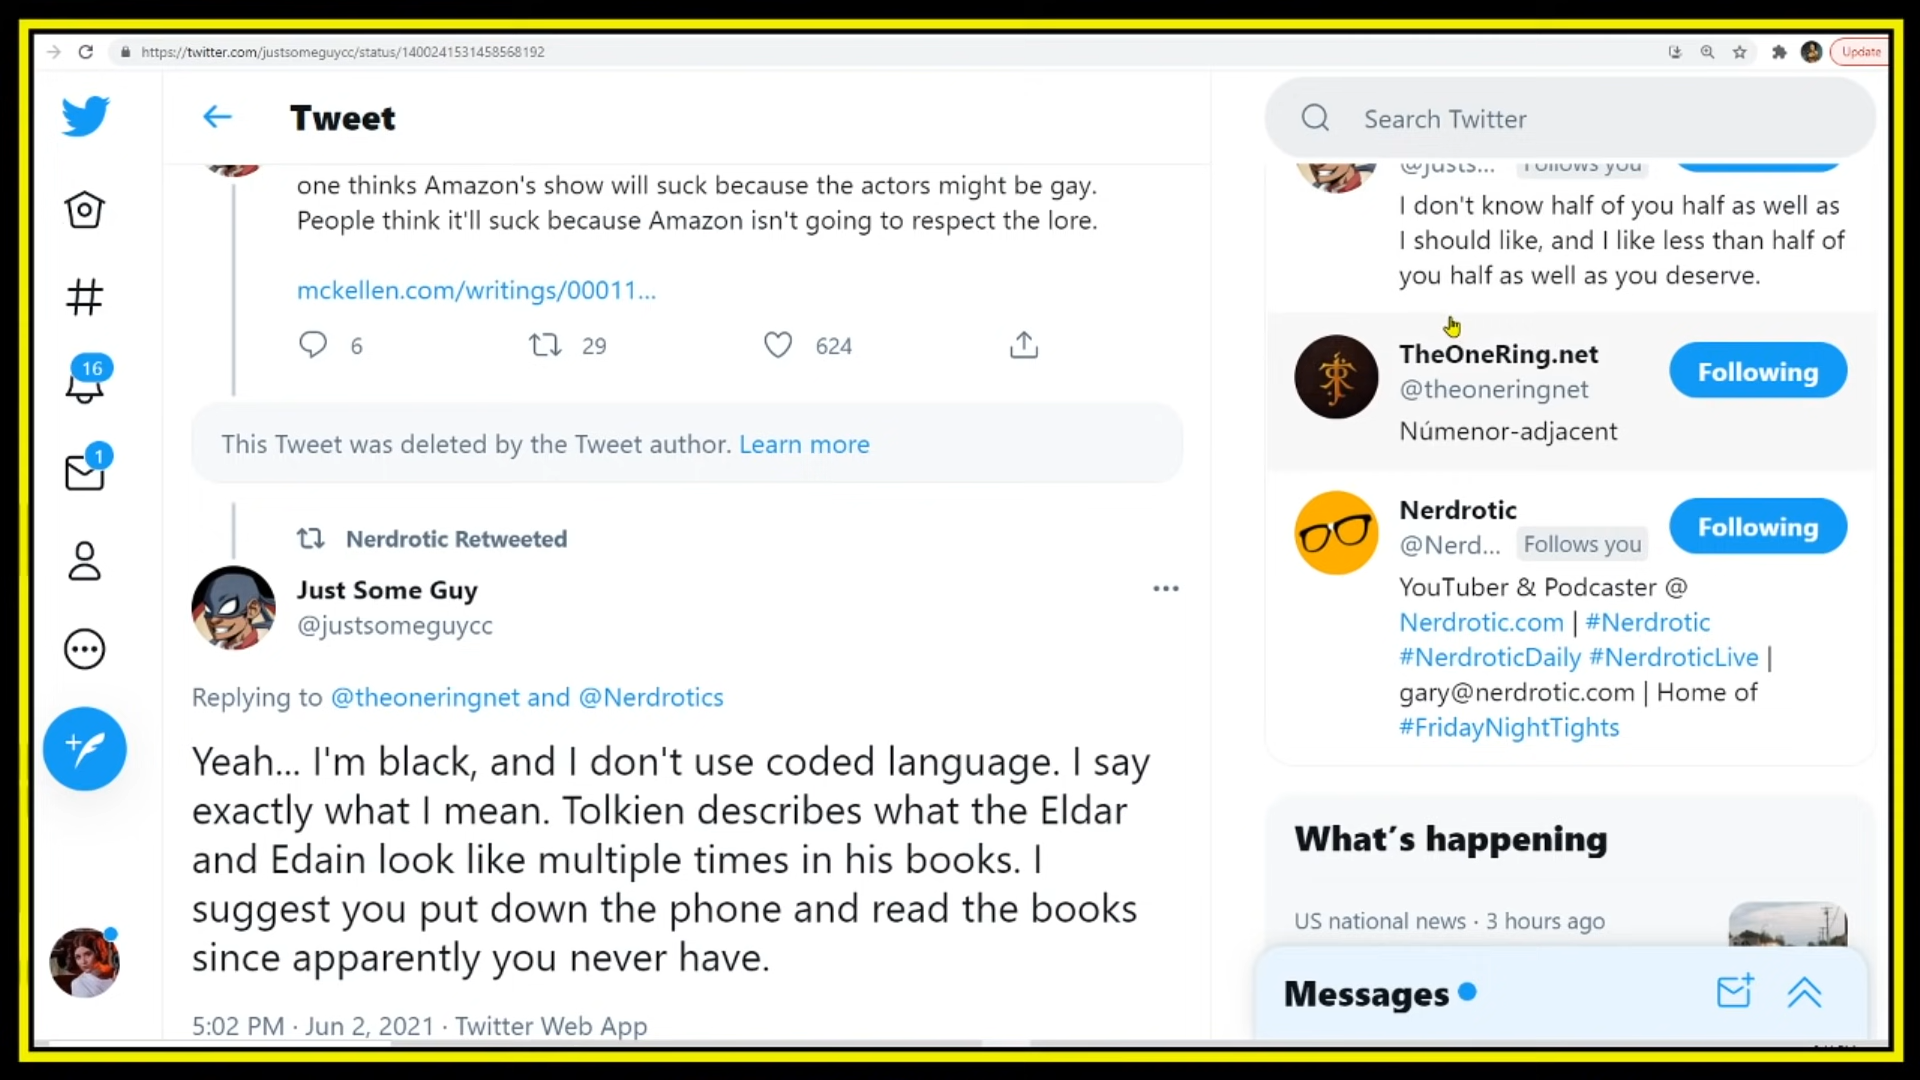 https://twitter.com/justsomeguycc/status/1400241531458568192
Update
Tweet
one thinks Amazon's show will suck because the actors might be gay.
People think it'll suck because Amazon isn't going to respect the lore.
mckellen.com/writings/00011...
6
29
624
This Tweet was deleted by the Tweet author. Learn more
Nerdrotic Retweeted
Just Some Guy
@justsomeguycc
Replying to @theoneringnet and @Nerdrotics
Yeah... I'm black, and I don't use coded language. I say
exactly what I mean. Tolkien describes what the Eldar
and Edain look like multiple times in his books. I
suggest you put down the phone and read the books
since apparently you never have.
5:02 PM · Jun 2, 2021 · Twitter Web App
16
1
Search Twitter
@justs...
Follows you
I don't know half of you half as well as
I should like, and I like less than half of
you half as well as you deserve.
TheOneRing.net
@theoneringnet
Following
Númenor-adjacent
Nerdrotic
@Nerd...
Follows you
Following
YouTuber & Podcaster @
Nerdrotic.com | #Nerdrotic
#NerdroticDaily #NerdroticLive |
gary@nerdrotic.com | Home of
#FridayNightTights
What's happening
US national news · 3 hours ago
Messages